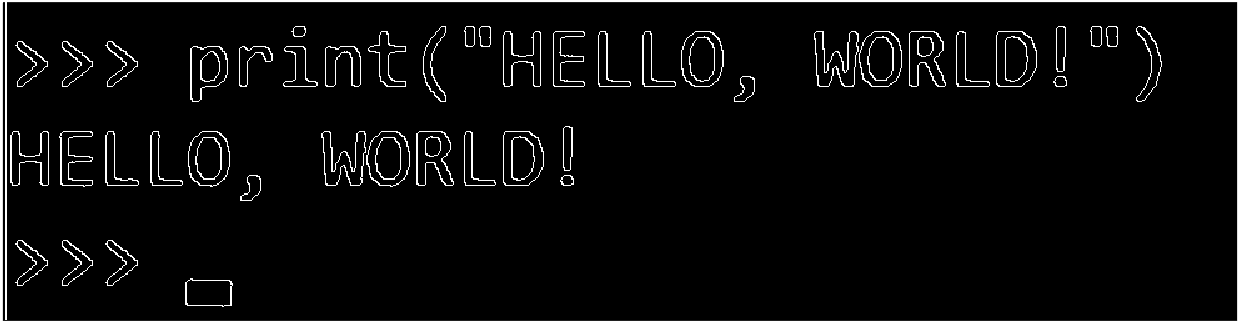 >>> print("HELLO, WORLD!")
HELLO, WORLD!
>>>